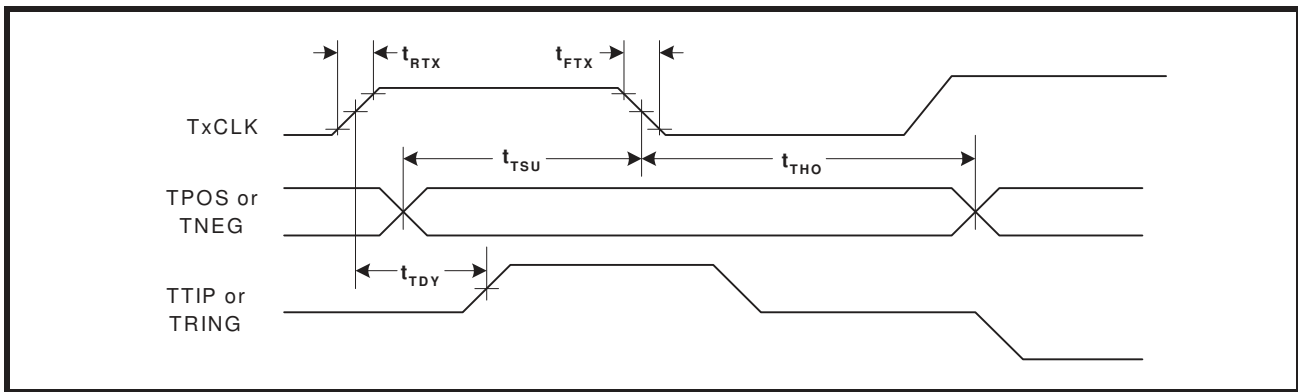 tRTX
tFTX
TxCLK
tTSU
tTHO
TPOS or
TNEG
tTDY
TTIP or
TRING